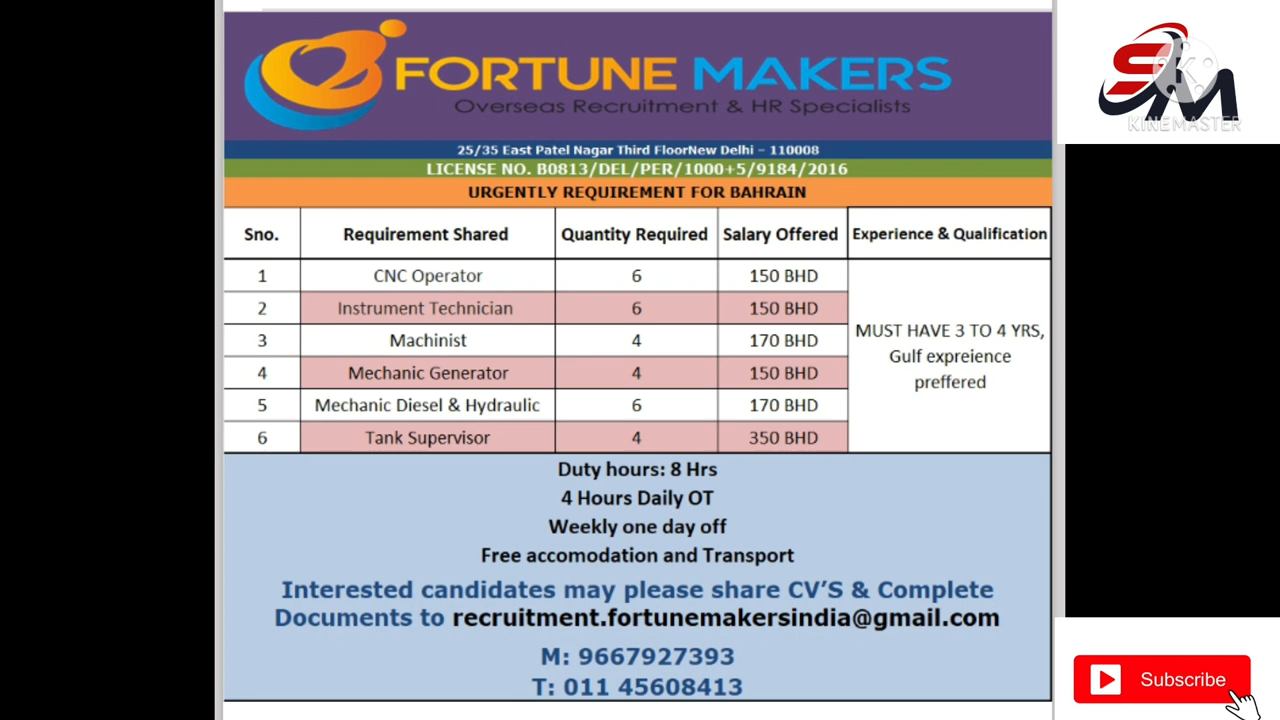 FORTUNE MAKERS
Overseas Recruitment & HR Specialists
25/35 East Patel Nagar Third FloorNew Delhi – 110008
LICENSE NO. B0813/DEL/PER/1000+5/9184/2016
URGENTLY REQUIREMENT FOR BAHRAIN
Sno. Requirement Shared Quantity Required Salary Offered Experience & Qualification
1 CNC Operator 6 150 BHD
2 Instrument Technician 6 150 BHD
3 Machinist 4 170 BHD
4 Mechanic Generator 4 150 BHD
5 Mechanic Diesel & Hydraulic 6 170 BHD
6 Tank Supervisor 4 350 BHD
MUST HAVE 3 TO 4 YRS,
Gulf expreience
preffered
Duty hours: 8 Hrs
4 Hours Daily OT
Weekly one day off
Free accomodation and Transport
Interested candidates may please share CV’S & Complete
Documents to recruitment.fortunemakersindia@gmail.com
M: 9667927393
T: 011 45608413
SM
K
KINEMASTER
Subscribe